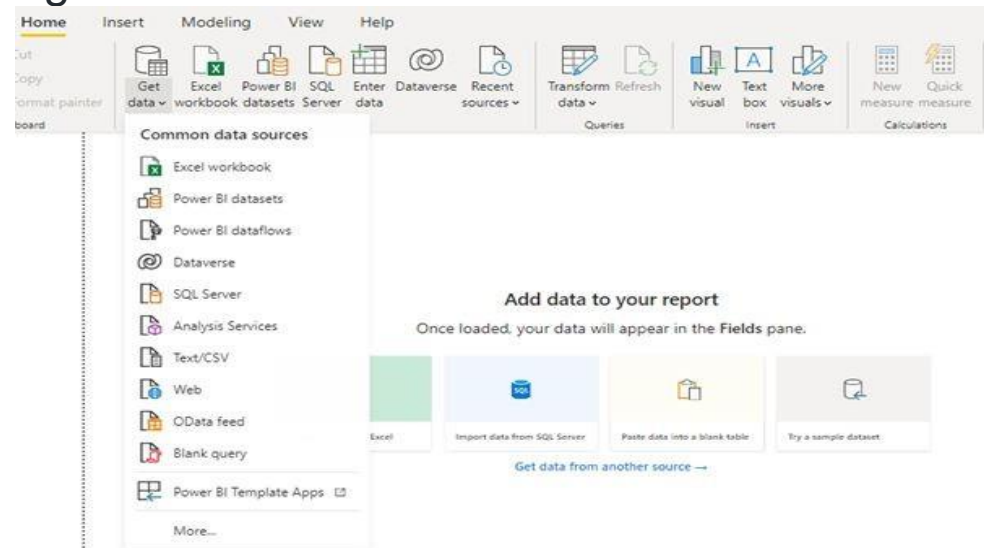 Home Insert Modeling View Help
Cut
Copy
Format painter
Get data
Excel workbook
Power BI datasets
SQL Server
Enter data
Dataverse
Recent sources
Transform data
Refresh
New visual
Text box
More visuals
New measure
Quick measure
board
Queries
Insert
Calculations
Common data sources
Excel workbook
Power BI datasets
Power BI dataflows
Dataverse
SQL Server
Analysis Services
Text/CSV
Web
OData feed
Blank query
Power BI Template Apps
More...
Add data to your report
Once loaded, your data will appear in the Fields pane.
Excel
SQL
Import data from SQL Server
Paste data into a blank table
Try a sample dataset
Get data from another source →